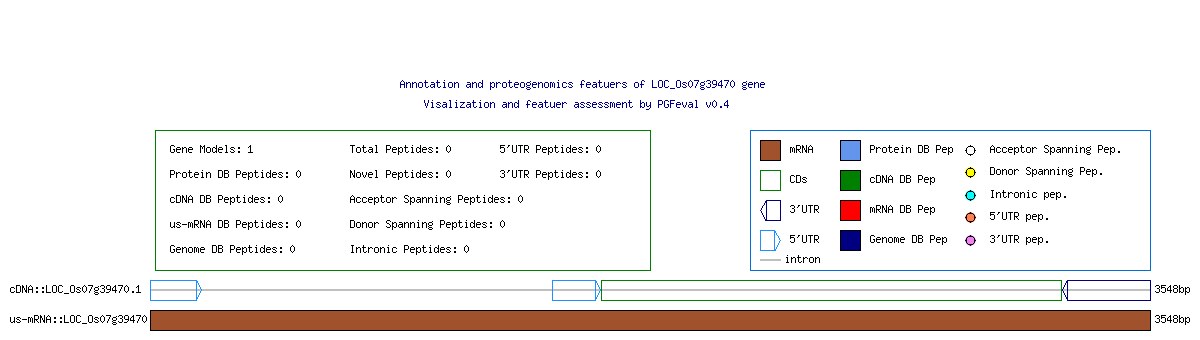 Annotation and proteogenomics featuers of LOC_Os07g39470 gene
Visalization and featuer assessment by PGFeval v0.4
Gene Models: 1
Total Peptides: 0
5'UTR Peptides: 0
Protein DB Peptides: 0
Novel Peptides: 0
3'UTR Peptides: 0
cDNA DB Peptides: 0
Acceptor Spanning Peptides: 0
us-mRNA DB Peptides: 0
Donor Spanning Peptides: 0
Genome DB Peptides: 0
Intronic Peptides: 0
mRNA
Protein DB Pep
Acceptor Spanning Pep.
CDs
cDNA DB Pep
Donor Spanning Pep.
3'UTR
mRNA DB Pep
Intronic pep.
5'UTR pep.
5'UTR
Genome DB Pep
3'UTR pep.
intron
cDNA::LOC_Os07g39470.1
3548bp
us-mRNA::LOC_Os07g39470
3548bp